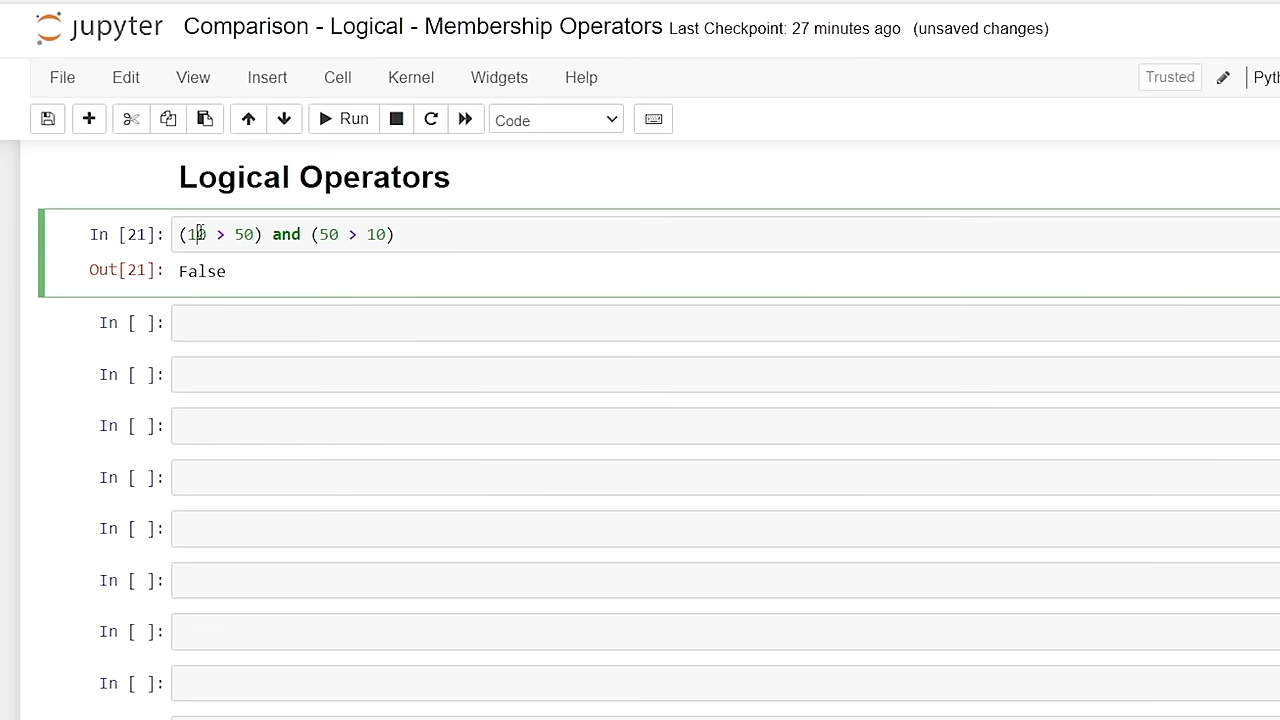 jupyter Comparison - Logical - Membership Operators Last Checkpoint: 27 minutes ago (unsaved changes)
File Edit View Insert Cell Kernel Widgets Help Trusted
Run Code
Logical Operators
In [21]: (10 > 50) and (50 > 10)
Out[21]: False
In [ ]:
In [ ]:
In [ ]:
In [ ]:
In [ ]:
In [ ]:
In [ ]:
In [ ]: